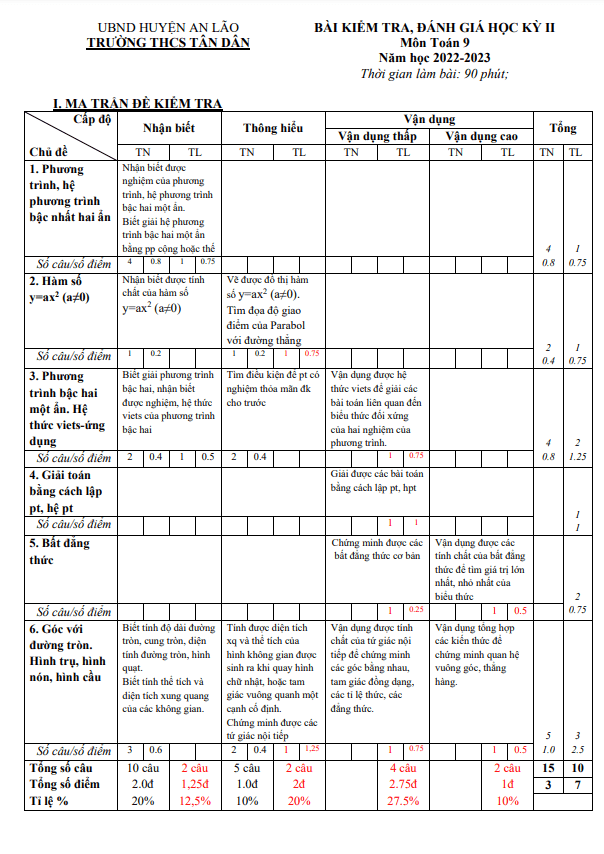 UBND HUYỆN AN LÃO
TRƯỜNG THCS TÂN DÂN
BÀI KIỂM TRA, ĐÁNH GIÁ HỌC KỲ II
Môn Toán 9
Năm học 2022-2023
Thời gian làm bài: 90 phút;
I. MA TRẬN ĐỀ KIỂM TRA
Cấp độ
Chủ đề
Nhận biết
Thông hiểu
Vận dụng
Tổng
Vận dụng thấp
Vận dụng cao
TN TL TN TL TN TL TN TL TN TL
1. Phương
trình, hệ
phương trình
bậc nhất hai ẩn
Nhận biết được
nghiệm của phương
trình, hệ phương trình
bậc hai một ẩn.
Biết giải hệ phương
trình bậc hai một ẩn
bằng pp cộng hoặc thế
4 1
0.8 0.75
Số câu/số điểm 4 0.8 1 0.75
2. Hàm số
y=ax² (a≠0)
Nhận biết được tính
chất của hàm số
y=ax² (a≠0)
Vẽ được đồ thị hàm
số y=ax² (a≠0).
Tìm đọa độ giao
điểm của Parabol
với đường thẳng
2 1
0.4 0.75
Số câu/số điểm 1 0.2 1 0.2 1 0.75
3. Phương
trình bậc hai
một ẩn. Hệ
thức viets-ứng
dụng
Biết giải phương trình
bậc hai, nhận biết
được nghiệm, hệ thức
viets của phương trình
bậc hai
Tìm điều kiện để pt có
nghiệm thỏa mãn đk
cho trước
Vận dụng được hệ
thức viets để giải các
bài toán liên quan đến
biểu thức đối xứng
của hai nghiệm của
phương trình.
4 2
0.8 1.25
Số câu/số điểm 2 0.4 1 0.5 2 0.4 1 0.75
4. Giải toán
bằng cách lập
pt, hệ pt
Giải được các bài toán
bằng cách lập pt, hpt
1
1
Số câu/số điểm 1 1
5. Bất đẳng
thức
Chứng minh được các
bất đẳng thức cơ bản
Vận dụng được các
tính chất của bất đẳng
thức để tìm giá trị lớn
nhất, nhỏ nhất của
biểu thức
2
0.75
Số câu/số điểm 1 0.25 1 0.5
6. Góc với
đường tròn.
Hình trụ, hình
nón, hình cầu
Biết tính độ dài đường
tròn, cung tròn, diện
tính đường tròn, hình
quạt.
Biết tính thể tích và
diện tích xung quang
của các không gian.
Tính được diện tích
xq và thể tích của
hình không gian được
sinh ra khi quay hình
chữ nhật, hoặc tam
giác vuông quanh một
cạnh cố định.
Chứng minh được các
tứ giác nội tiếp
Vận dụng được tính
chất của tứ giác nội
tiếp để chứng minh
các góc bằng nhau,
tam giác đồng dạng,
các tỉ lệ thức, các
đẳng thức.
Vận dụng tổng hợp
các kiến thức để
chứng minh quan hệ
vuông góc, thẳng
hàng.
5 3
1.0 2.5
Số câu/số điểm 3 0.6 2 0.4 1 1.25 1 0.75 1 0.5
Tổng số câu 10 câu 2 câu 5 câu 2 câu 4 câu 2 câu 15 10
Tổng số điểm 2.0đ 1,25đ 1.0đ 2đ 2.75đ 1đ 3 7
Tỉ lệ % 20% 12,5% 10% 20% 27.5% 10%